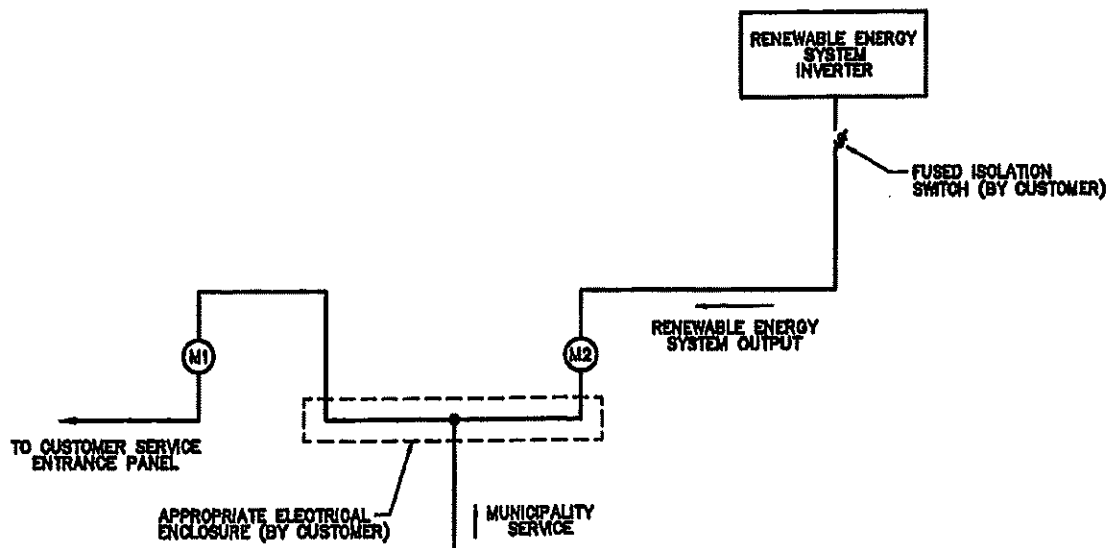 RENEWABLE ENERGY
SYSTEM
INVERTER
FUSED ISOLATION
SWITCH (BY CUSTOMER)
RENEWABLE ENERGY
SYSTEM OUTPUT
M1
M2
TO CUSTOMER SERVICE
ENTRANCE PANEL
APPROPRIATE ELECTRICAL
ENCLOSURE (BY CUSTOMER)
MUNICIPALITY
SERVICE